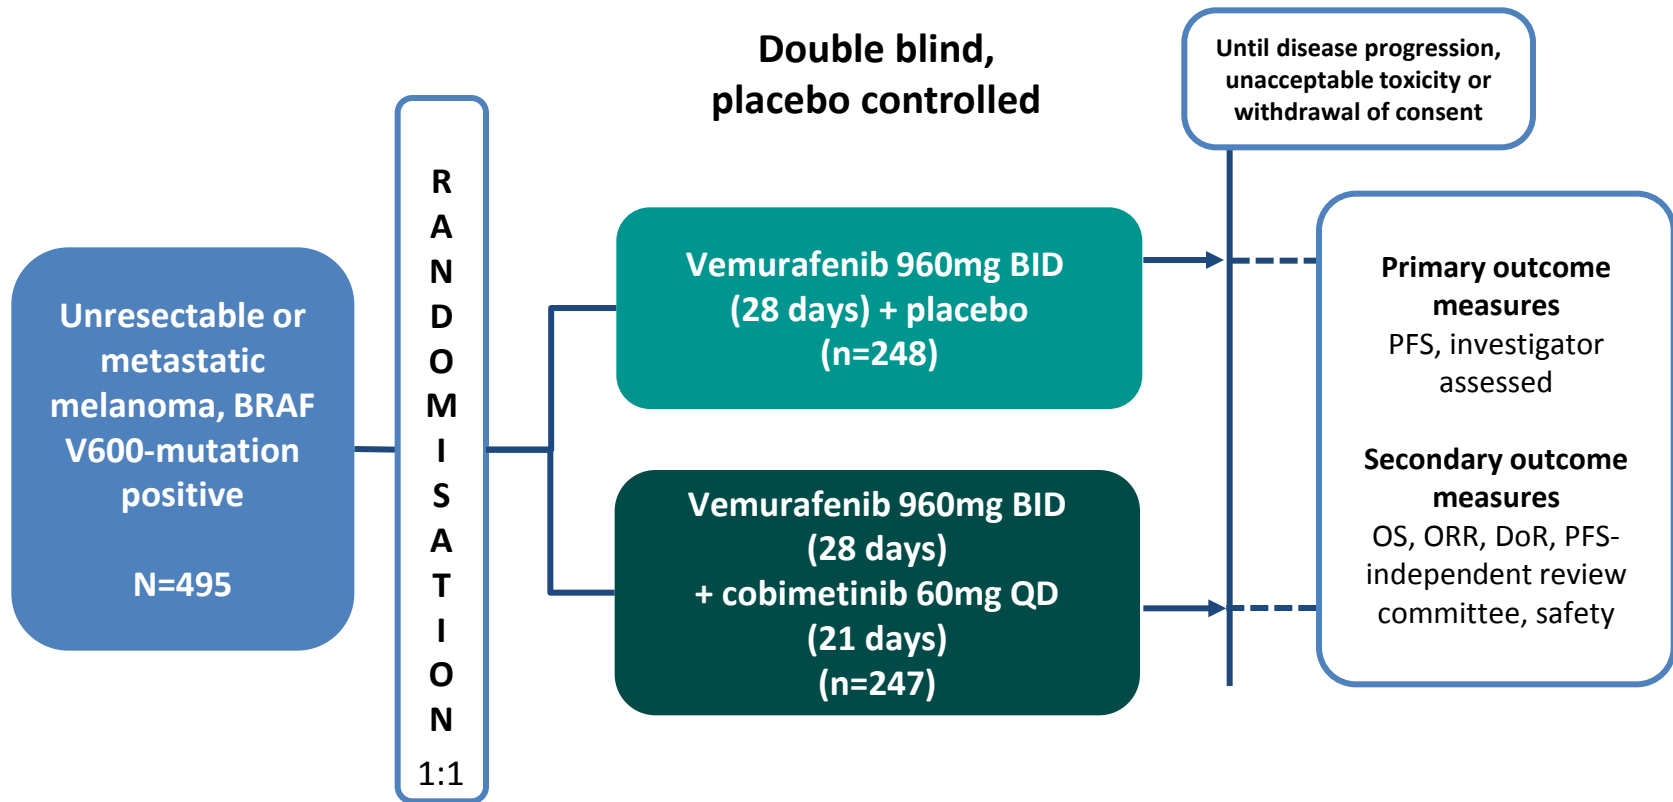 Double blind,
placebo controlled
Until disease progression,
unacceptable toxicity or
withdrawal of consent
Unresectable or
metastatic
melanoma, BRAF
V600-mutation
positive
N=495
R
A
N
D
O
M
I
S
A
T
I
O
N
1:1
Vemurafenib 960mg BID
(28 days) + placebo
(n=248)
Vemurafenib 960mg BID
(28 days)
+ cobimetinib 60mg QD
(21 days)
(n=247)
Primary outcome
measures
PFS, investigator
assessed
Secondary outcome
measures
OS, ORR, DoR, PFS-
independent review
committee, safety